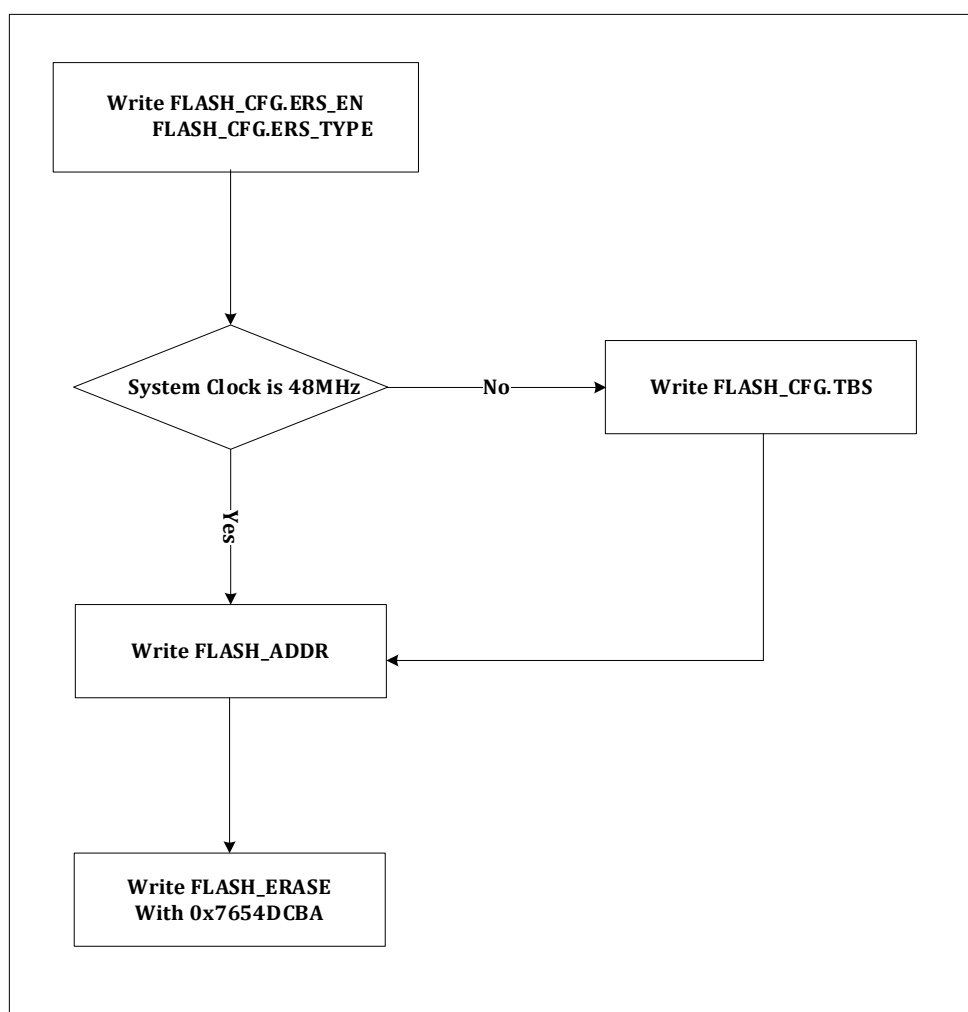 Write FLASH_CFG.ERS_EN
FLASH_CFG.ERS_TYPE
System Clock is 48MHz
No
Write FLASH_CFG.TBS
Yes
Write FLASH_ADDR
Write FLASH_ERASE
With 0x7654DCBA